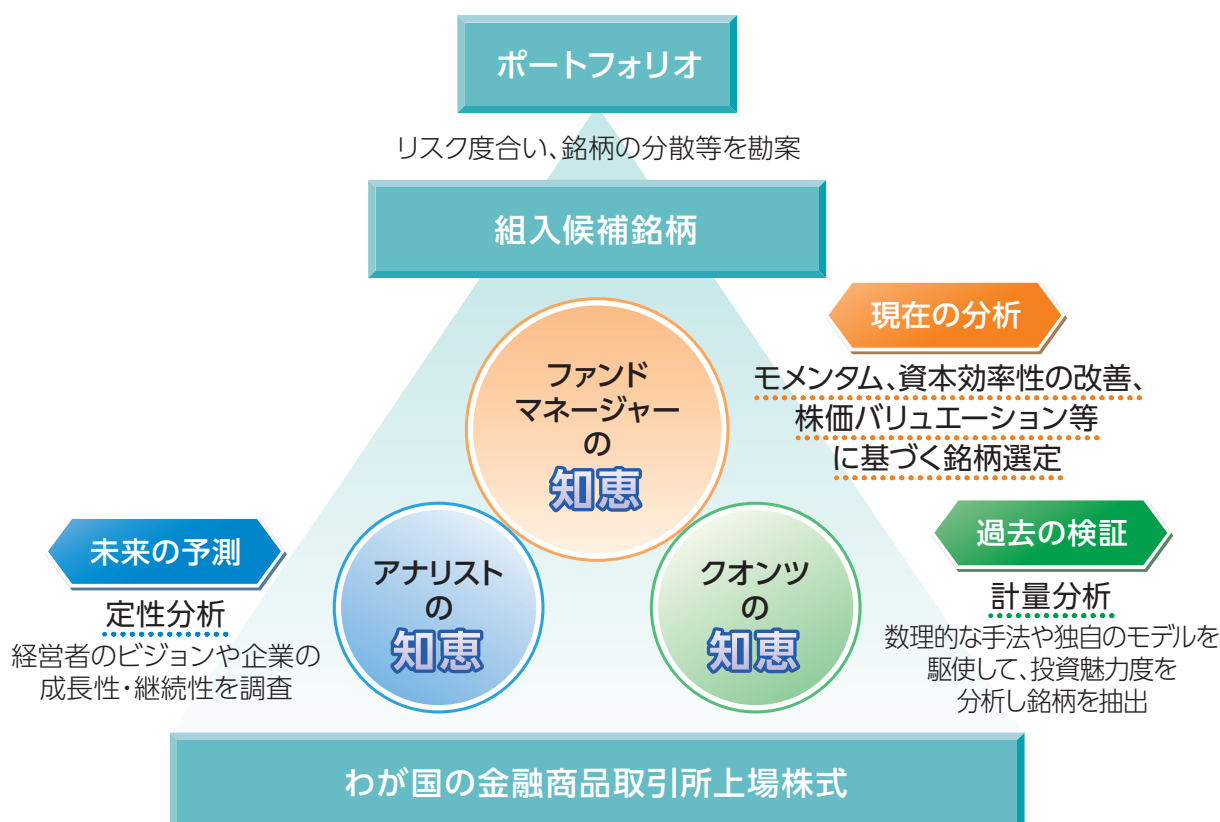 ポートフォリオ
リスク度合い、銘柄の分散等を勘案
組入候補銘柄
ファンド
マネージャー
の
知恵
現在の分析
モメンタム、資本効率性の改善、
株価バリュエーション等
に基づく銘柄選定
未来の予測
定性分析
経営者のビジョンや企業の
成長性・継続性を調査
アナリスト
の
知恵
クオンツ
の
知恵
過去の検証
計量分析
数理的な手法や独自のモデルを
駆使して、投資魅力度を
分析し銘柄を抽出
わが国の金融商品取引所上場株式